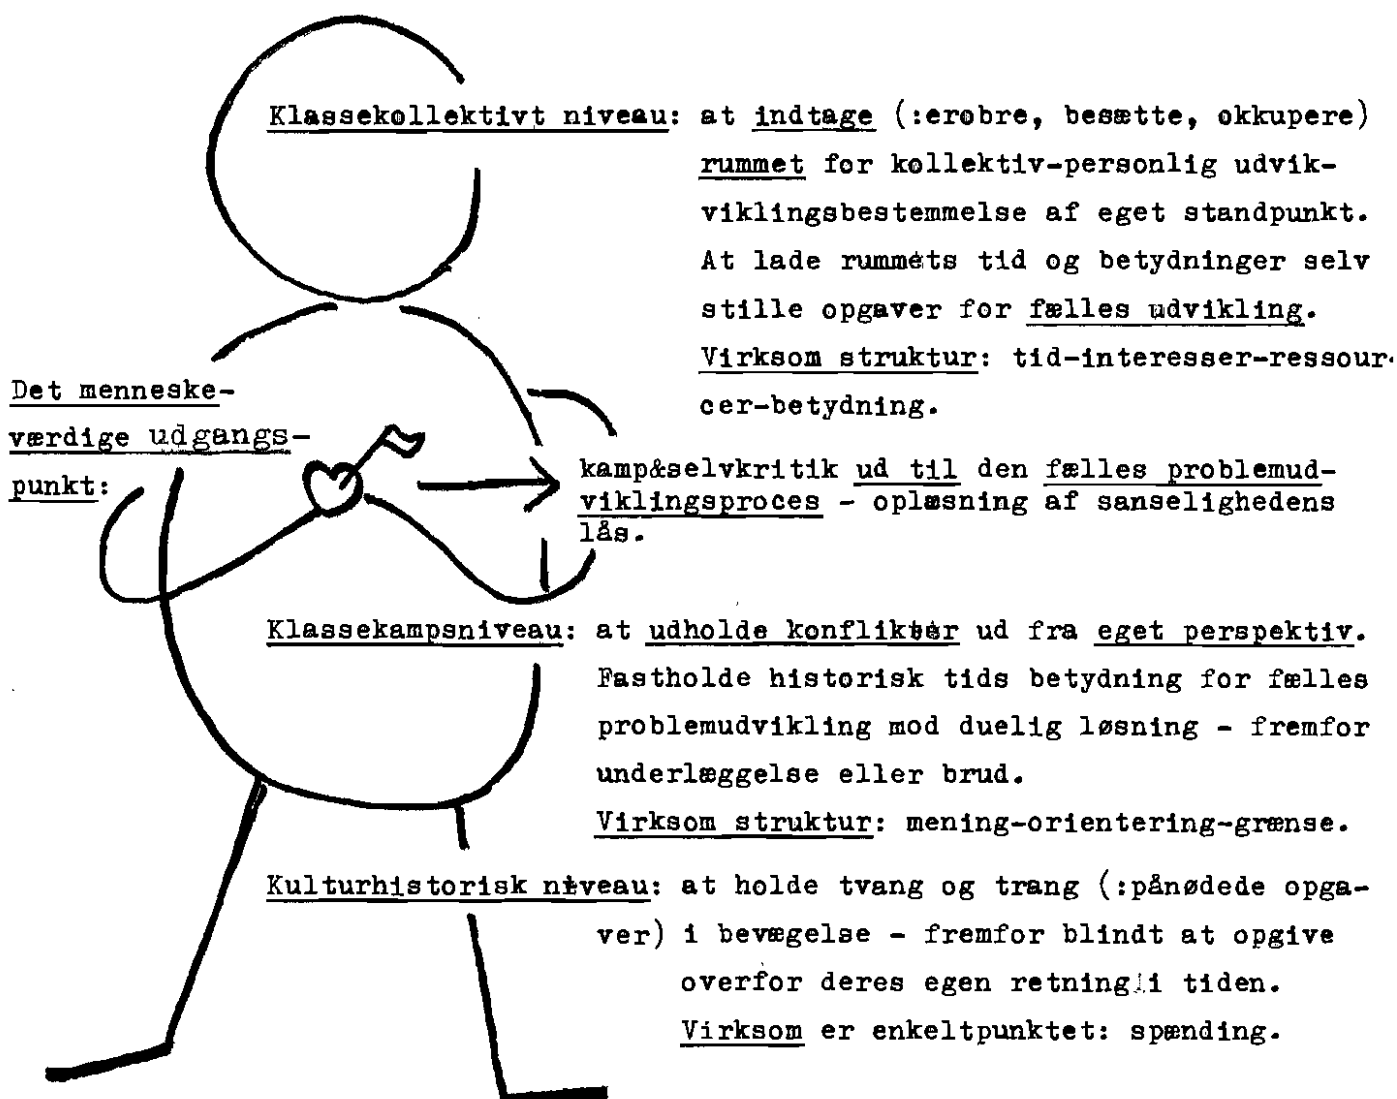 Klassekollektivt niveau: at indtage (:erobre, besætte, okkupere)
rummet for kollektiv-personlig udvik-
viklingsbestemmelse af eget standpunkt.
At lade rummets tid og betydninger selv
stille opgaver for fælles udvikling.
Virksom struktur: tid-interesser-ressour-
cer-betydning.
Det menneske-
værdige udgangs-
punkt:
kamp&selvkritik ud til den fælles problemud-
viklingsproces - opløsning af sanselighedens
lås.
Klassekampsniveau: at udholde konflikter ud fra eget perspektiv.
Fastholde historisk tids betydning for fælles
problemudvikling mod duelig løsning - fremfor
underlæggelse eller brud.
Virksom struktur: mening-orientering-grænse.
Kulturhistorisk niveau: at holde tvang og trang (:pånødede opga-
ver) i bevægelse - fremfor blindt at opgive
overfor deres egen retning i tiden.
Virksom er enkeltpunktet: spænding.